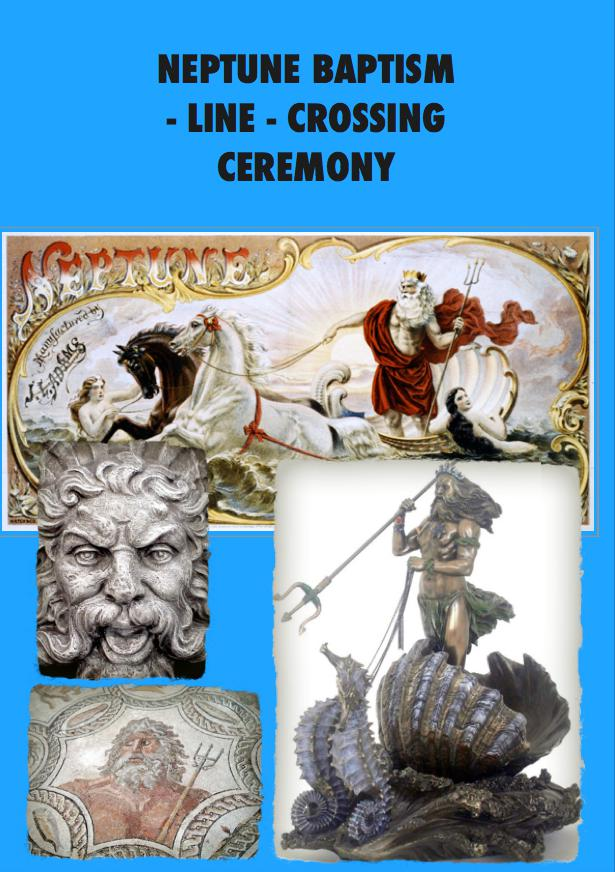 NEPTUNE BAPTISM
- LINE - CROSSING
CEREMONY
NEPTUNE
Manufactured by
ADAMS